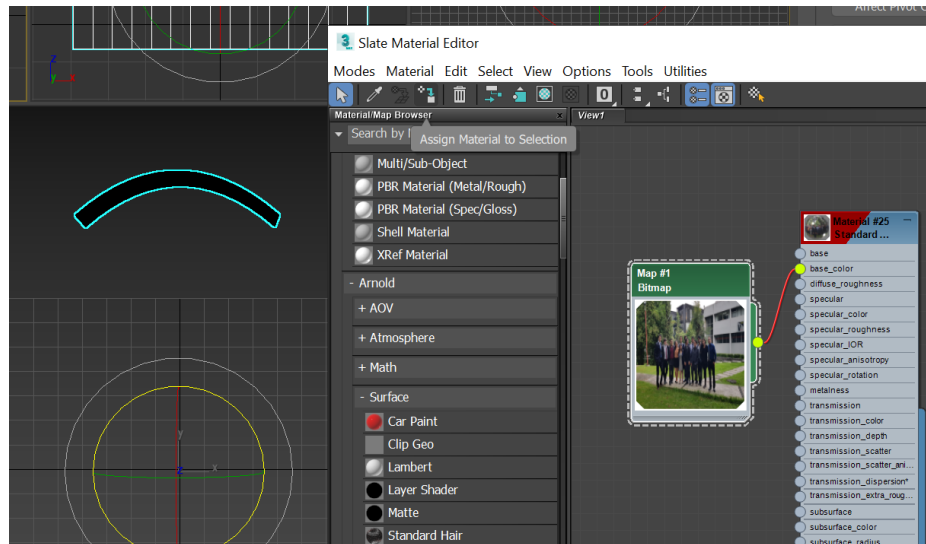 Affect Pivot
3
Slate Material Editor
Modes Material Edit Select View Options Tools Utilities
0
Material/Map Browser x
View1
Search by
Assign Material to Selection
Multi/Sub-Object
PBR Material (Metal/Rough)
PBR Material (Spec/Gloss)
Shell Material
XRef Material
- Arnold
+ AOV
+ Atmosphere
+ Math
- Surface
Car Paint
Clip Geo
Lambert
Layer Shader
Matte
Standard Hair
Map #1
Bitmap
Material #25
Standard ...
base
base_color
diffuse_roughness
specular
specular_color
specular_roughness
specular_IOR
specular_anisotropy
specular_rotation
metalness
transmission
transmission_color
transmission_depth
transmission_scatter
transmission_scatter_ani...
transmission_dispersion*
transmission_extra_roug...
subsurface
subsurface_color
subsurface_radius
z
x
y
z
x